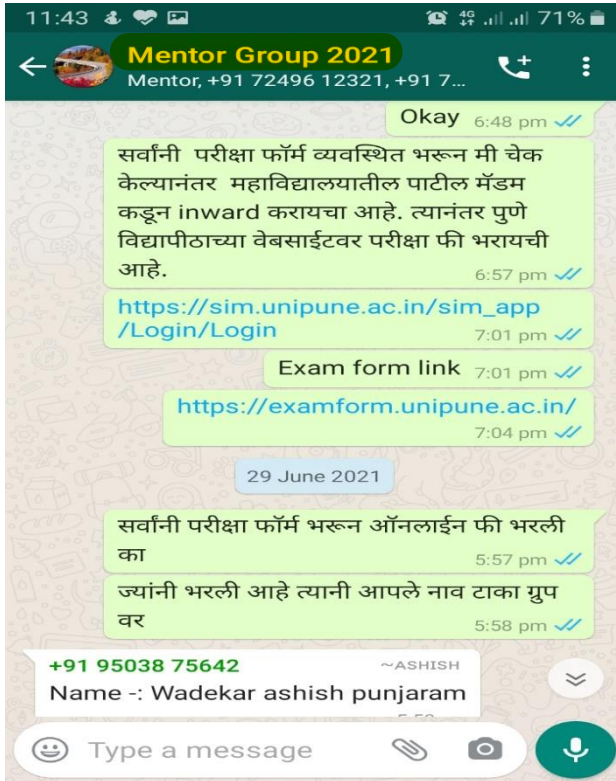 11:43 4G 71%
Mentor Group 2021
Mentor, +91 72496 12321, +91 7...
Okay 6:48 pm
सर्वांनी परीक्षा फॉर्म व्यवस्थित भरून मी चेक
केल्यानंतर महाविद्यालयातील पाटील मॅडम
कडून inward करायचा आहे. त्यानंतर पुणे
विद्यापीठाच्या वेबसाईटवर परीक्षा फी भरायची
आहे. 6:57 pm
https://sim.unipune.ac.in/sim_app
/Login/Login 7:01 pm
Exam form link 7:01 pm
https://examform.unipune.ac.in/
7:04 pm
29 June 2021
सर्वांनी परीक्षा फॉर्म भरून ऑनलाईन फी भरली
का 5:57 pm
ज्यांनी भरली आहे त्यानी आपले नाव टाका ग्रुप
वर 5:58 pm
+91 95038 75642 ~ASHISH
Name -: Wadekar ashish punjaram
Type a message